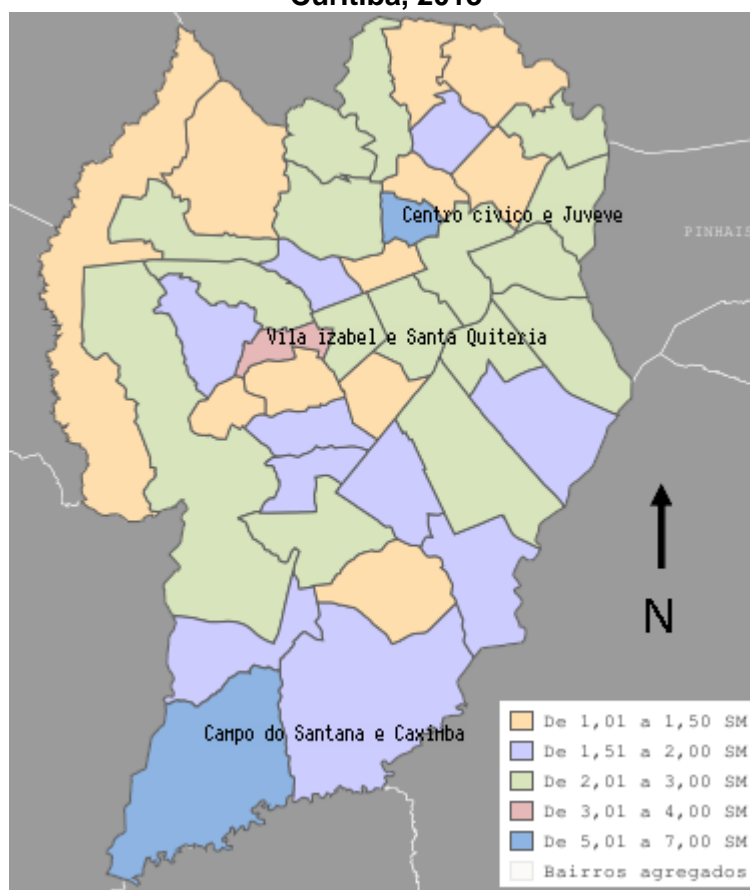 Curitiba, 2018
Centro civico e Juveve
PINHAIS
Vila izabel e Santa Quiteria
N
Campo do Santana e Caximba
De 1,01 a 1,50 SM
De 1,51 a 2,00 SM
De 2,01 a 3,00 SM
De 3,01 a 4,00 SM
De 5,01 a 7,00 SM
Bairros agregados